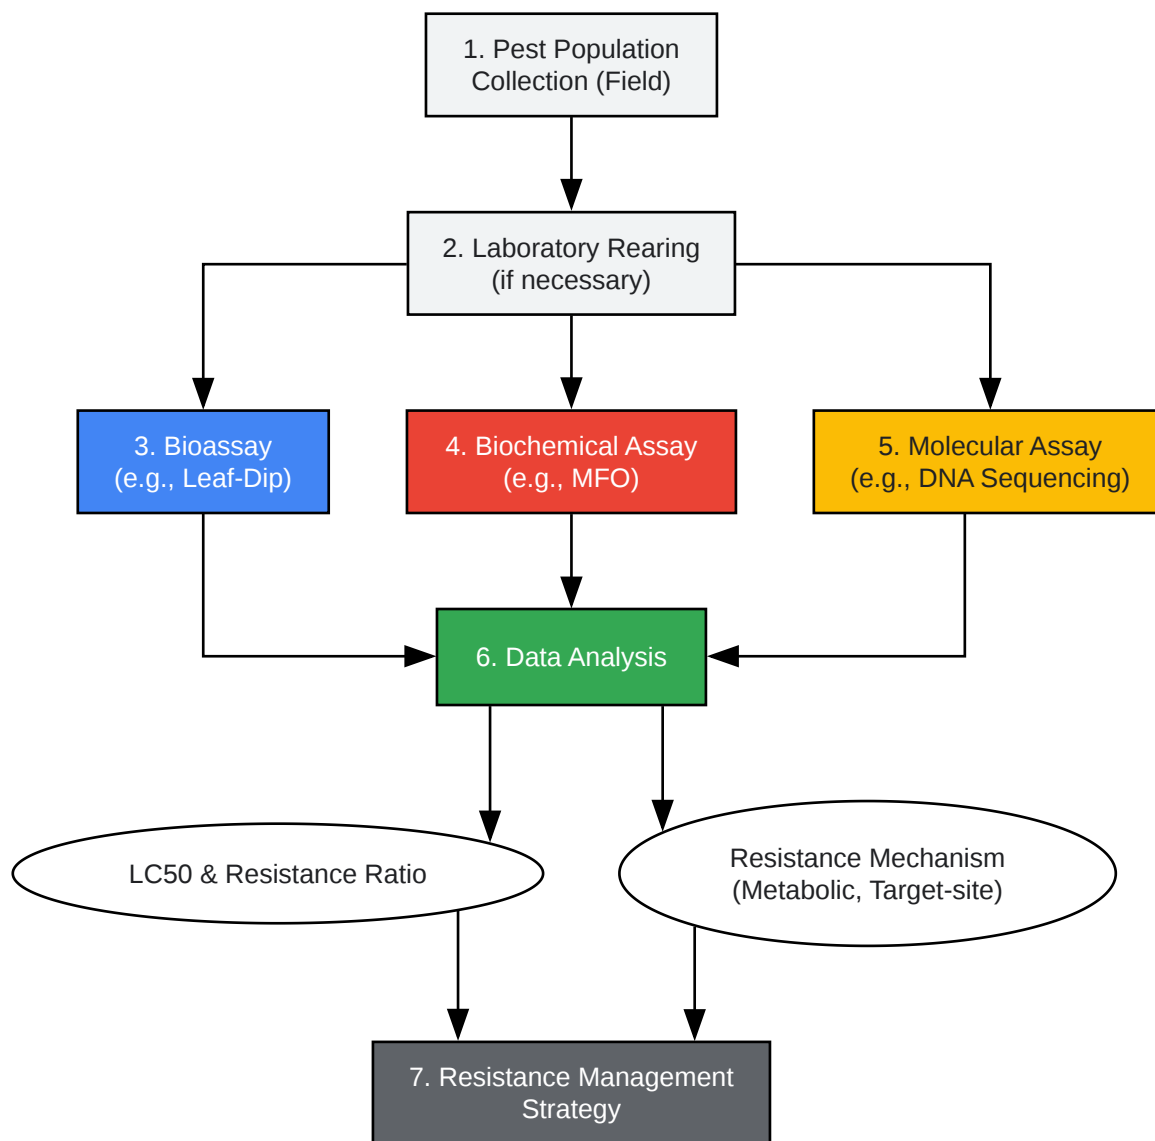 1. Pest Population
Collection (Field)
2. Laboratory Rearing
(if necessary)
3. Bioassay
(e.g., Leaf-Dip)
4. Biochemical Assay
(e.g., MFO)
5. Molecular Assay
(e.g., DNA Sequencing)
6. Data Analysis
LC50 & Resistance Ratio
Resistance Mechanism
(Metabolic, Target-site)
7. Resistance Management
Strategy